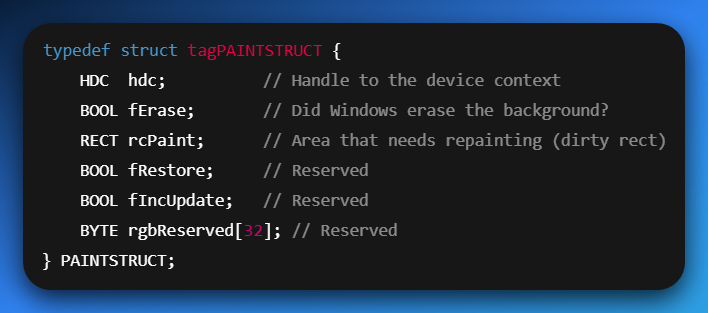 typedef struct tagPAINTSTRUCT {
    HDC  hdc;          // Handle to the device context
    BOOL fErase;       // Did Windows erase the background?
    RECT rcPaint;      // Area that needs repainting (dirty rect)
    BOOL fRestore;     // Reserved
    BOOL fIncUpdate;   // Reserved
    BYTE rgbReserved[32]; // Reserved
} PAINTSTRUCT;